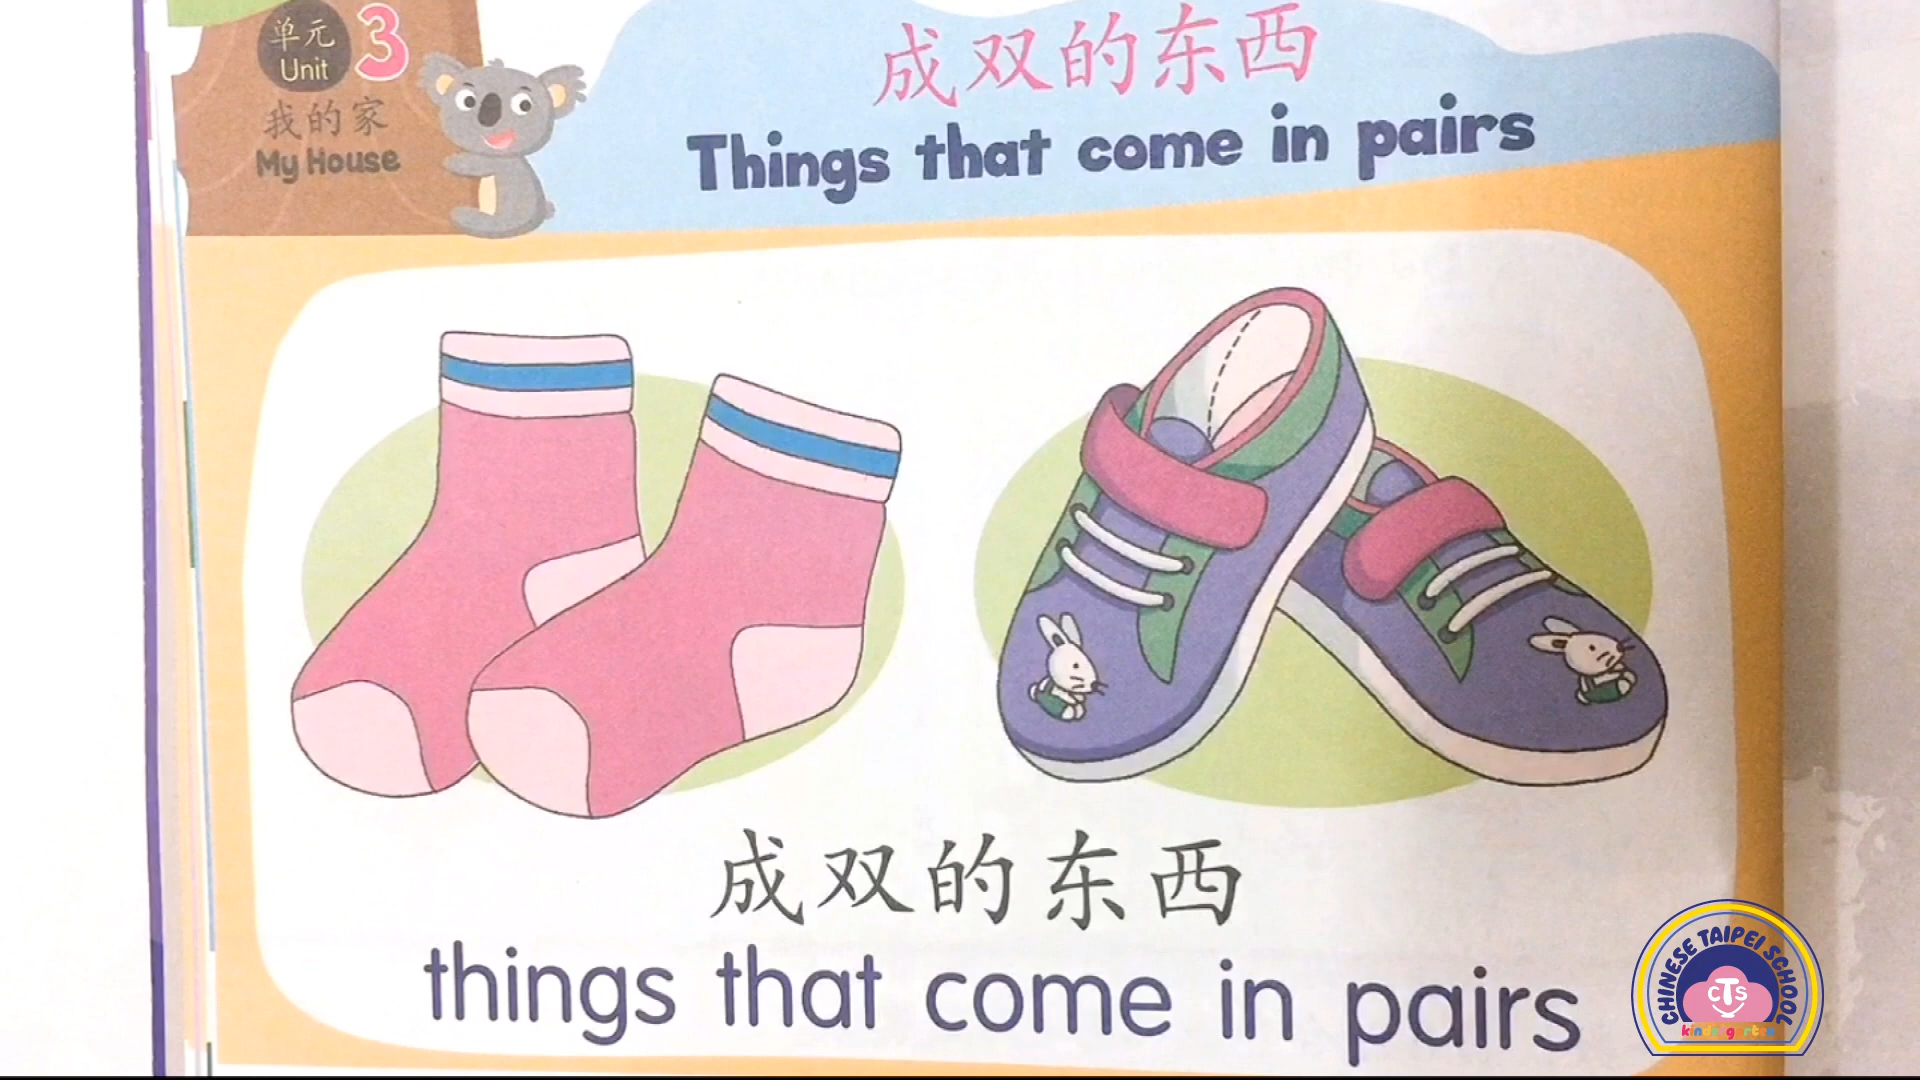 单元
Unit 3
我的家
My House
成双的东西
Things that come in pairs
成双的东西
things that come in pairs
CHINESE TAIPEI SCHOOL
CTS
kindergarten